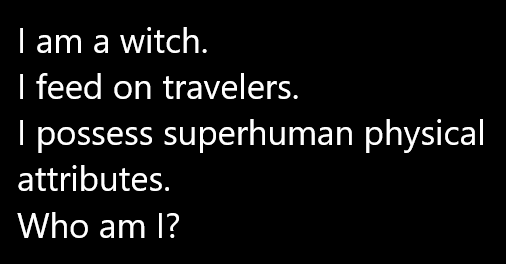 I am a witch.
I feed on travelers.
I possess superhuman physical
attributes.
Who am I?